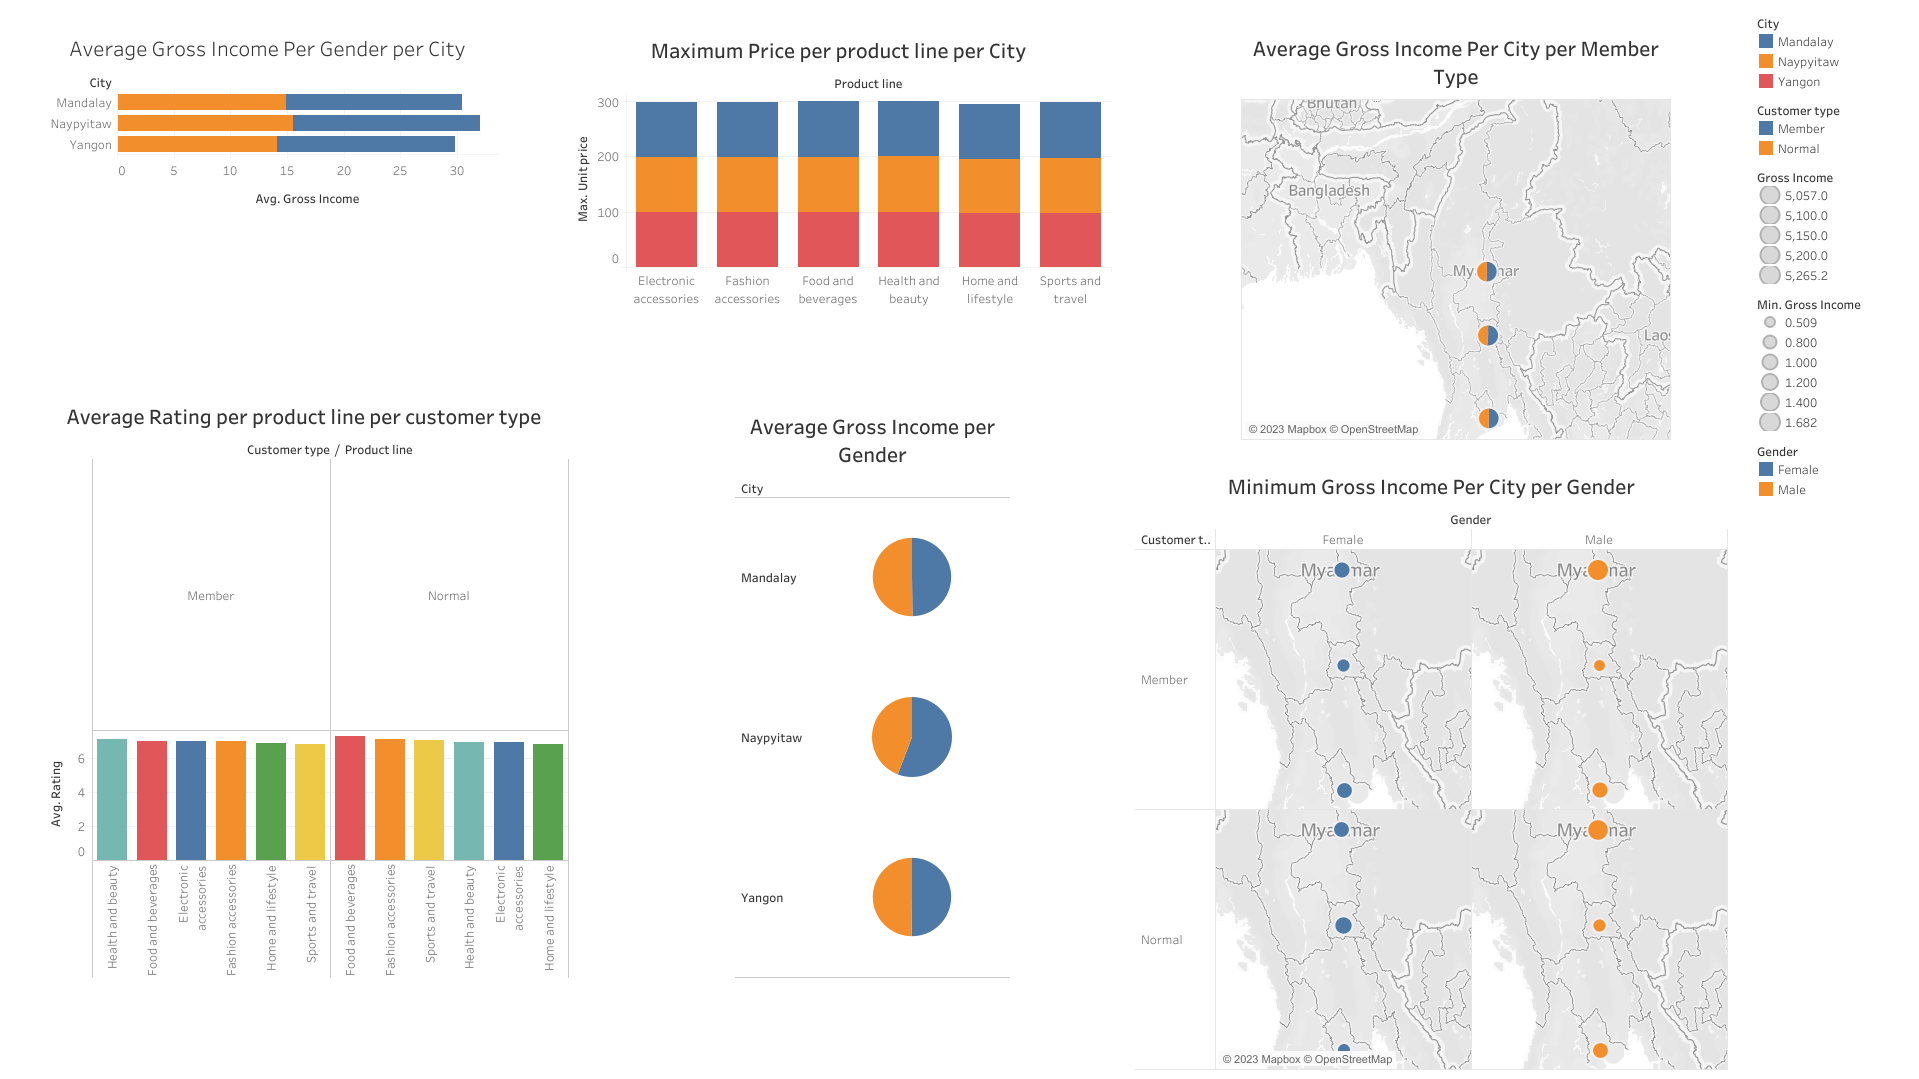 Average Gross Income Per Gender per City
City
Mandalay
Naypyitaw
Yangon
0 5 10 15 20 25 30
Avg. Gross Income
Maximum Price per product line per City
Product line
Max. Unit price
300
200
100
0
Electronic accessories
Fashion accessories
Food and beverages
Health and beauty
Home and lifestyle
Sports and travel
Average Gross Income Per City per Member
Type
Bhutan
Bangladesh
Myanmar
Laos
© 2023 Mapbox © OpenStreetMap
City
Mandalay
Naypyitaw
Yangon
Customer type
Member
Normal
Gross Income
5,057.0
5,100.0
5,150.0
5,200.0
5,265.2
Min. Gross Income
0.509
0.800
1.000
1.200
1.400
1.682
Gender
Female
Male
Average Rating per product line per customer type
Customer type / Product line
Member
Normal
Avg. Rating
6
4
2
0
Health and beauty
Food and beverages
Electronic accessories
Fashion accessories
Home and lifestyle
Sports and travel
Food and beverages
Fashion accessories
Sports and travel
Health and beauty
Electronic accessories
Home and lifestyle
Average Gross Income per
Gender
City
Mandalay
Naypyitaw
Yangon
Minimum Gross Income Per City per Gender
Gender
Customer t..
Female
Male
Member
Myanmar
Myanmar
Normal
Myanmar
Myanmar
© 2023 Mapbox © OpenStreetMap